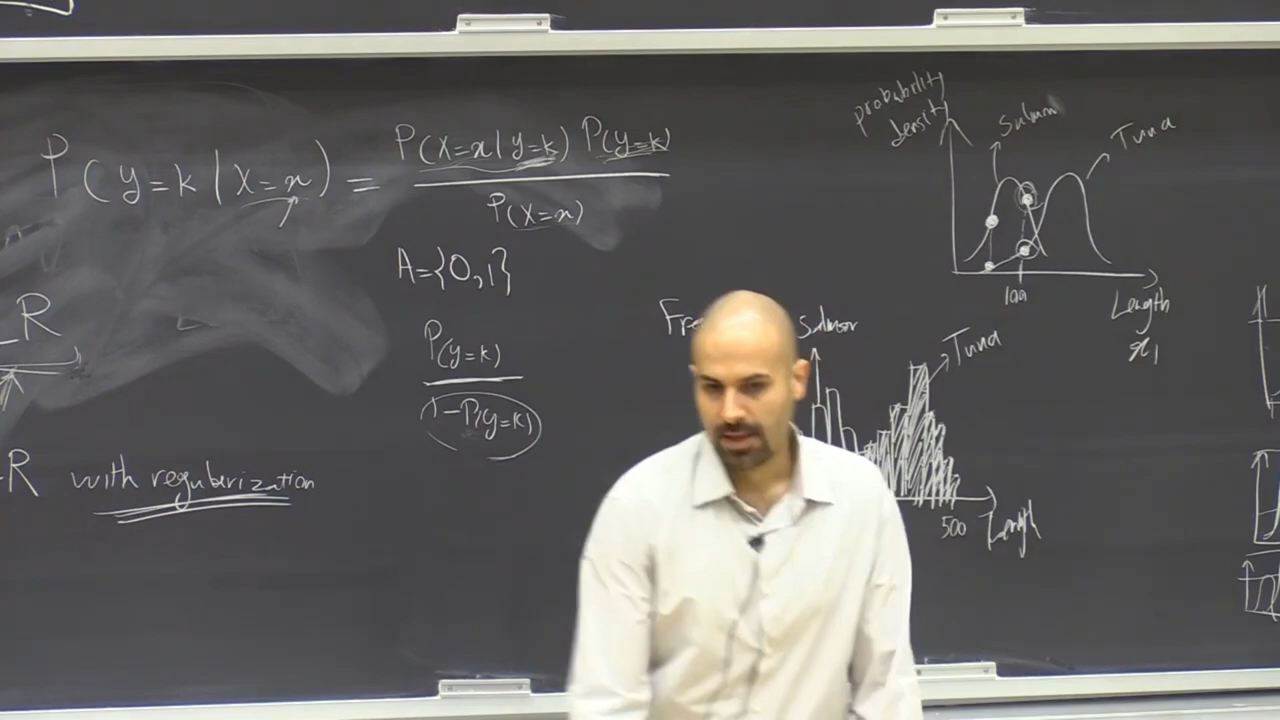 P(y=k | X=x) = P(X=x | y=k) P(y=k)
P(X=x)
A={0,1}
P(y=k)
1-P(y=k)
R
-R with regularization
probability
density
Salmon
Tuna
100
Length
x₁
Salmon
Tuna
500
Length